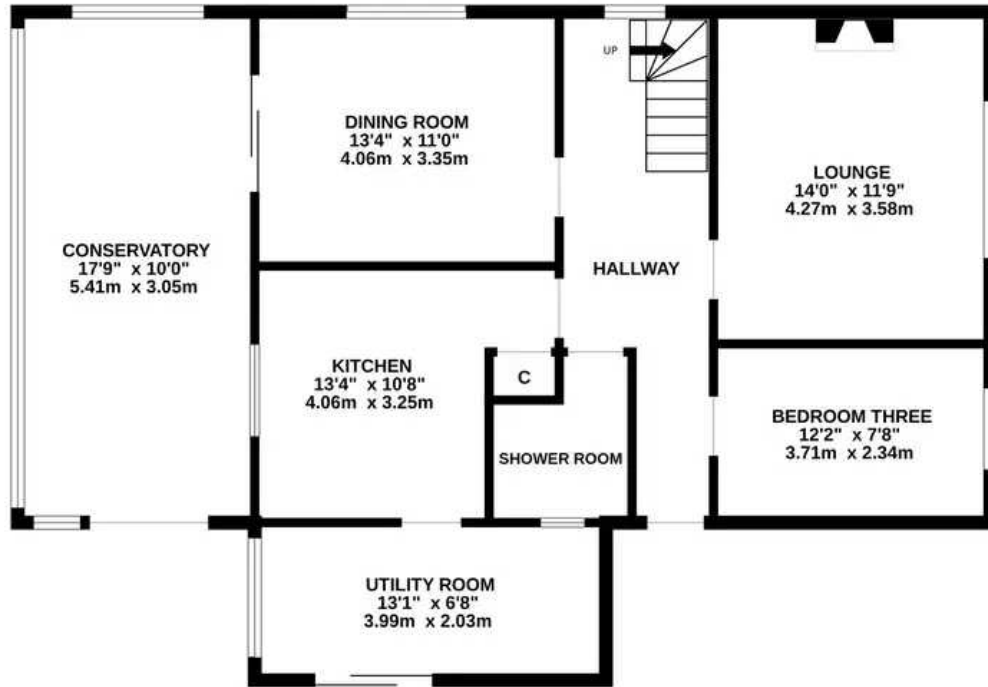 UP
DINING ROOM
13'4" x 11'0"
4.06m x 3.35m
LOUNGE
14'0" x 11'9"
4.27m x 3.58m
CONSERVATORY
17'9" x 10'0"
5.41m x 3.05m
HALLWAY
KITCHEN
13'4" x 10'8"
4.06m x 3.25m
C
SHOWER ROOM
BEDROOM THREE
12'2" x 7'8"
3.71m x 2.34m
UTILITY ROOM
13'1" x 6'8"
3.99m x 2.03m